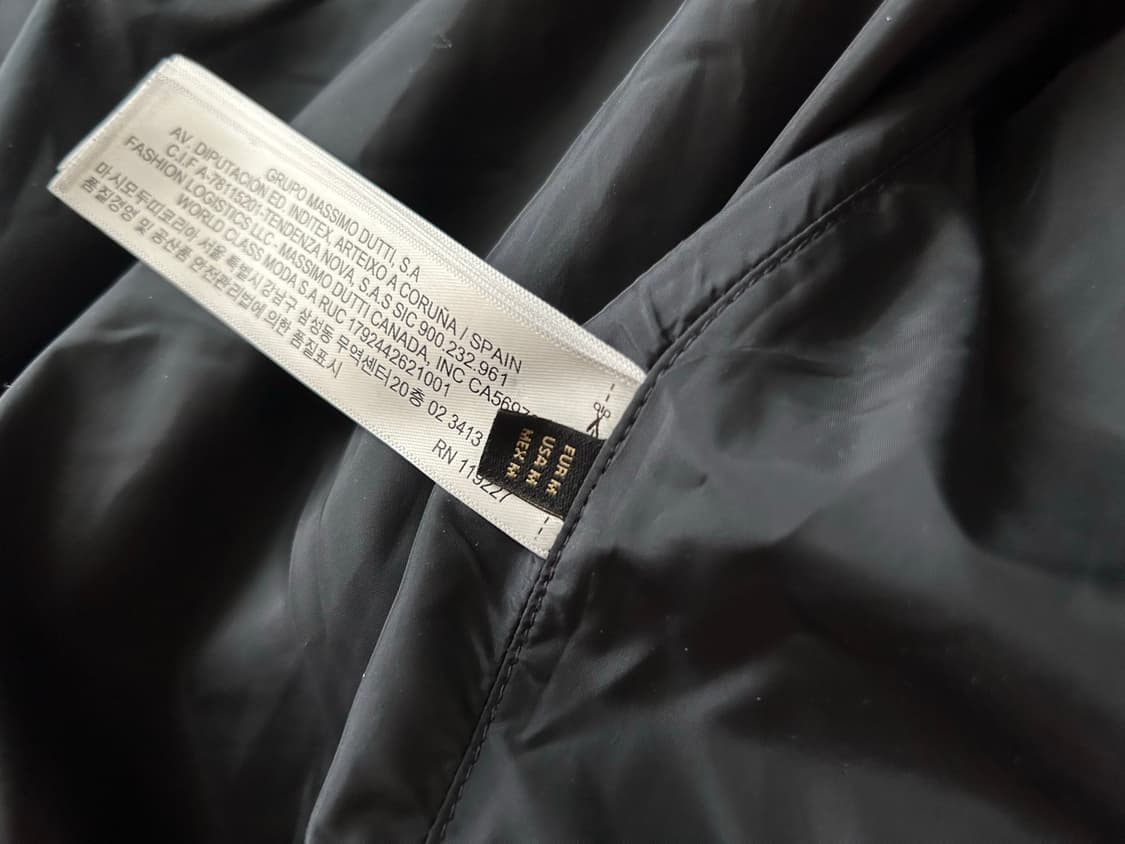 GRUPO MASSIMO DUTTI, S.A
AV. DIPUTACION ED. INDITEX, ARTEIXO A CORUÑA / SPAIN
C.I.F A-78115201-TENDENZA NOVA, S.A.S SIC 900.232.961
FASHION LOGISTICS LLC - MASSIMO DUTTI CANADA, INC CA5697
WORLD CLASS MODA S A RUC 1792442621001
마시모두띠코리아 서울 특별시 강남구 삼성동 무역센터 20층 02 3413
품질경영 및 공산품 안전관리법에 의한 품질표시
RN 119227
EUR M
USA M
MEX M